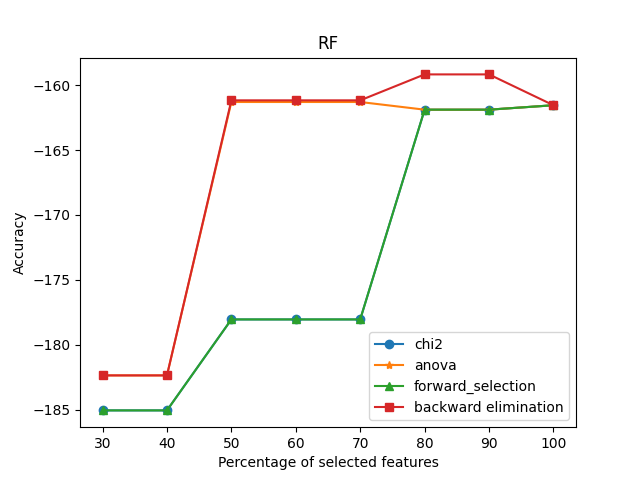 RF
Accuracy
−160
−165
−170
−175
−180
−185
chi2
anova
forward_selection
backward elimination
30 40 50 60 70 80 90 100
Percentage of selected features